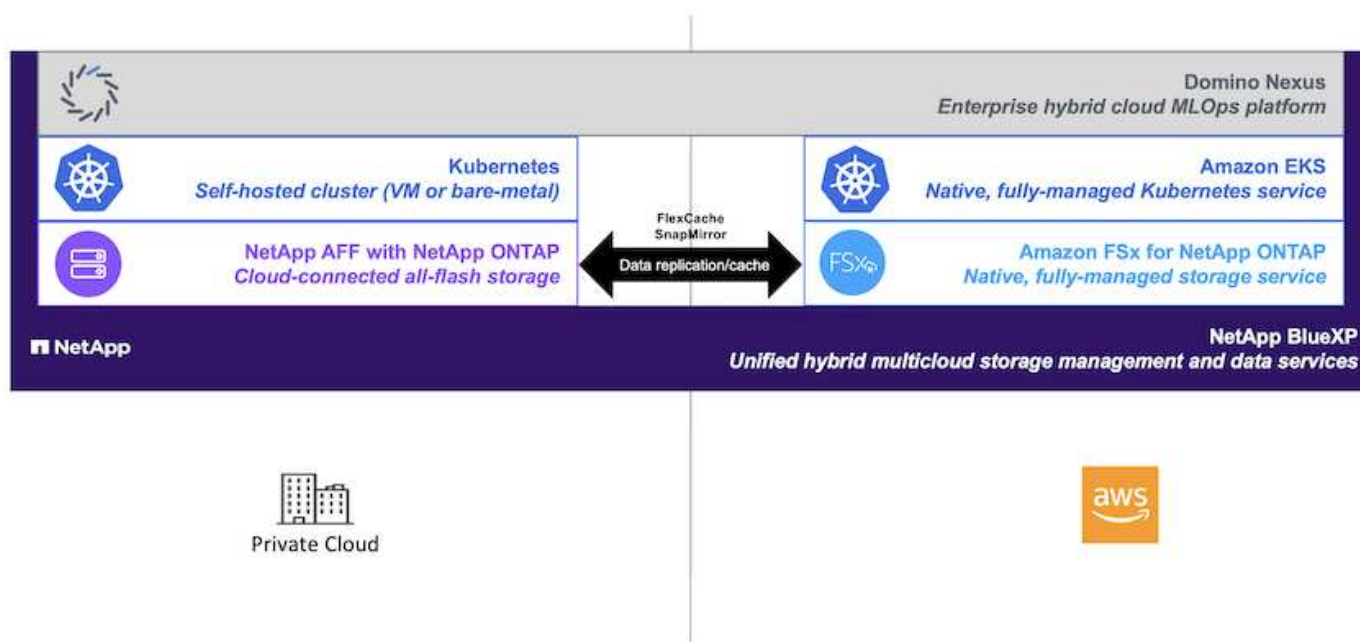 Domino Nexus
Enterprise hybrid cloud MLOps platform
Kubernetes
Self-hosted cluster (VM or bare-metal)
Amazon EKS
Native, fully-managed Kubernetes service
FlexCache
SnapMirror
Data replication/cache
NetApp AFF with NetApp ONTAP
Cloud-connected all-flash storage
FSx
Amazon FSx for NetApp ONTAP
Native, fully-managed storage service
NetApp
NetApp BlueXP
Unified hybrid multicloud storage management and data services
Private Cloud
aws